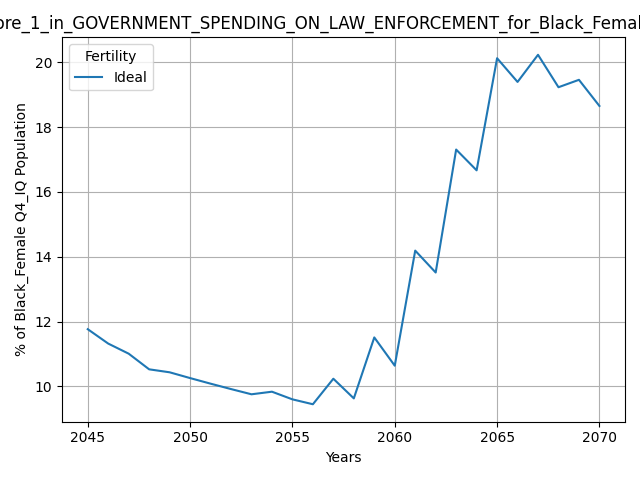 ore_1_in_GOVERNMENT_SPENDING_ON_LAW_ENFORCEMENT_for_Black_Femal
Fertility
Ideal
% of Black_Female Q4_IQ Population
20
18
16
14
12
10
2045 2050 2055 2060 2065 2070
Years